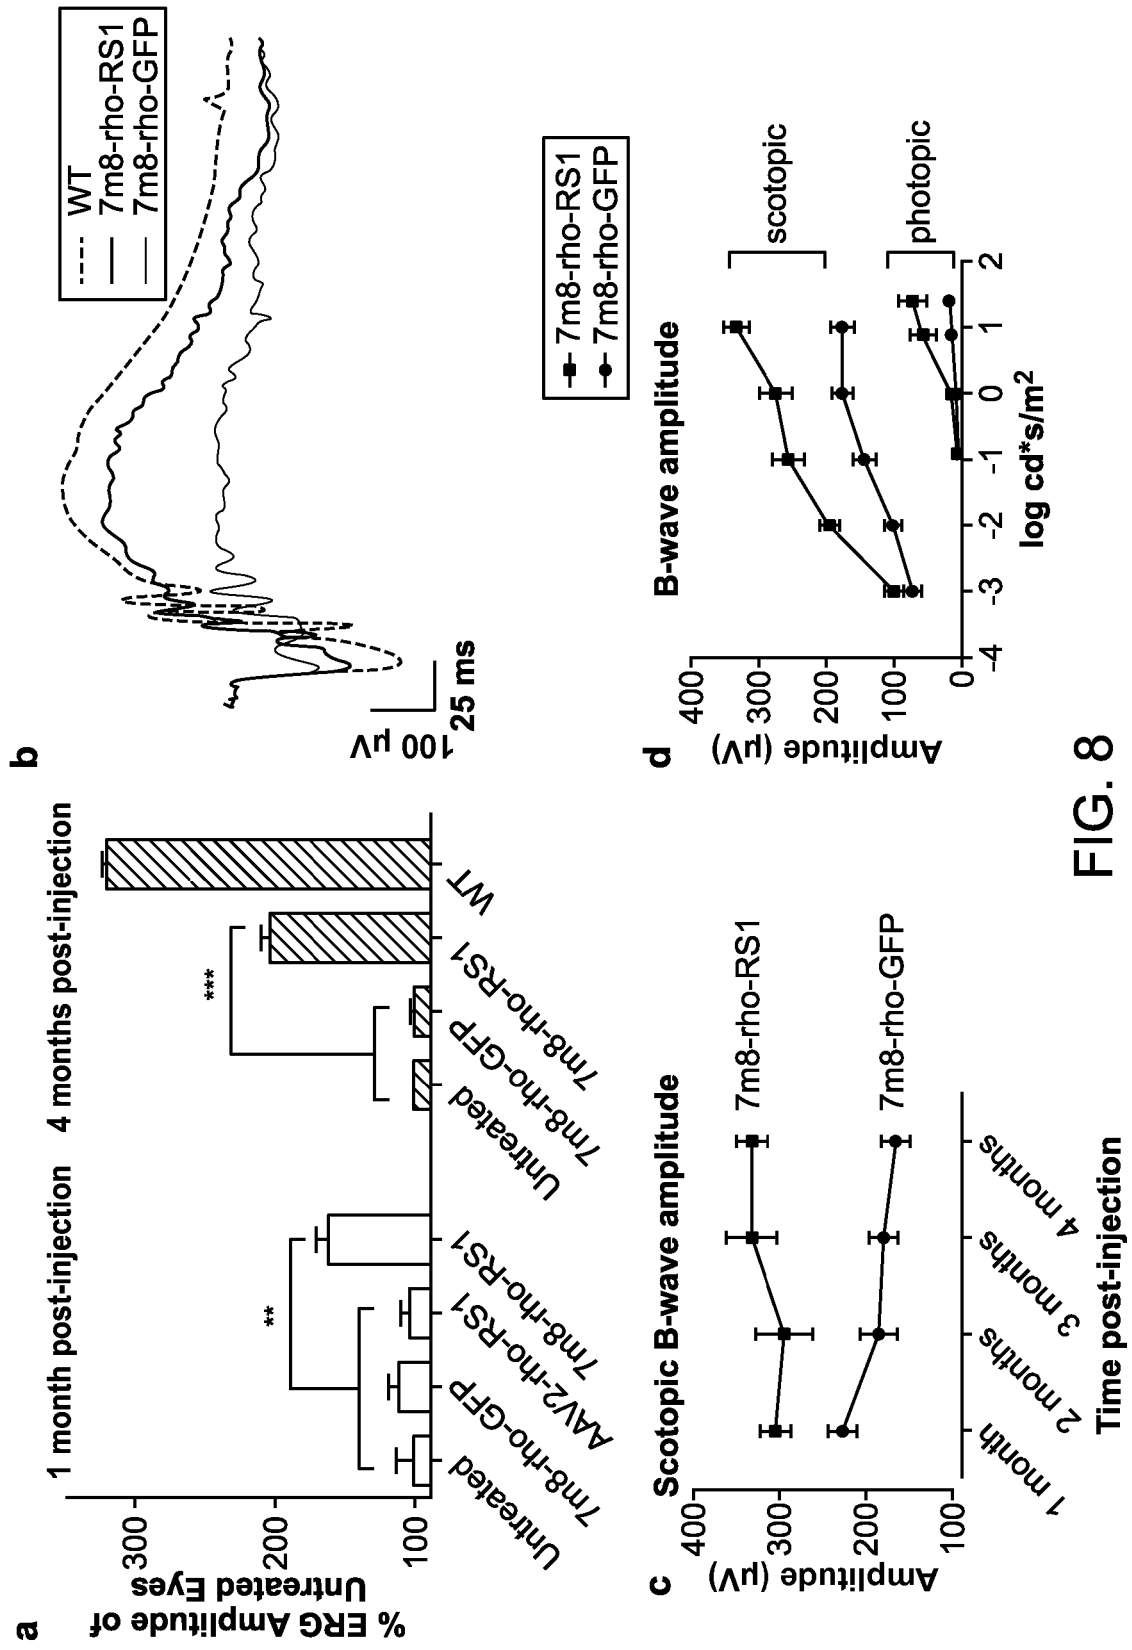 a
% ERG Amplitude of
Untreated Eyes
300
200
100
1 month post-injection
**
Untreated
7m8-rho-GFP
AAV2-rho-RS1
7m8-rho-RS1
4 months post-injection
***
Untreated
7m8-rho-GFP
7m8-rho-RS1
WT
b
WT
7m8-rho-RS1
7m8-rho-GFP
100 µV
25 ms
c
Scotopic B-wave amplitude
Amplitude (µV)
400
300
200
100
7m8-rho-RS1
7m8-rho-GFP
1 month
2 months
3 months
4 months
Time post-injection
d
B-wave amplitude
7m8-rho-RS1
7m8-rho-GFP
Amplitude (µV)
400
300
200
100
0
scotopic
photopic
-4 -3 -2 -1 0 1 2
log cd*s/m2
FIG. 8